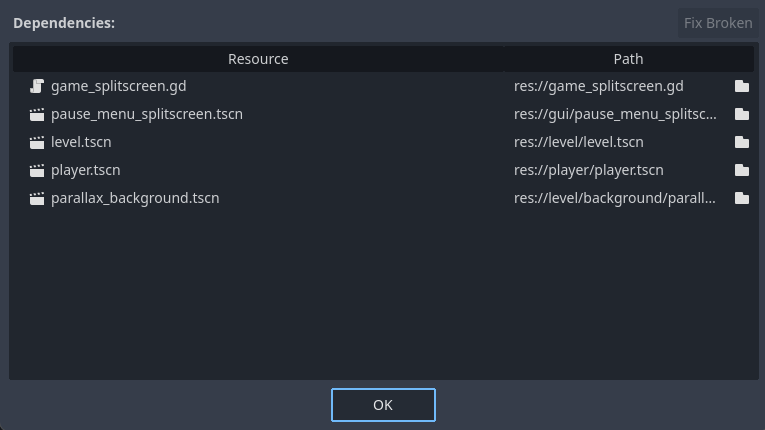 Dependencies:
Fix Broken
Resource Path
game_splitscreen.gd res://game_splitscreen.gd
pause_menu_splitscreen.tscn res://gui/pause_menu_splitsc...
level.tscn res://level/level.tscn
player.tscn res://player/player.tscn
parallax_background.tscn res://level/background/parall...
OK